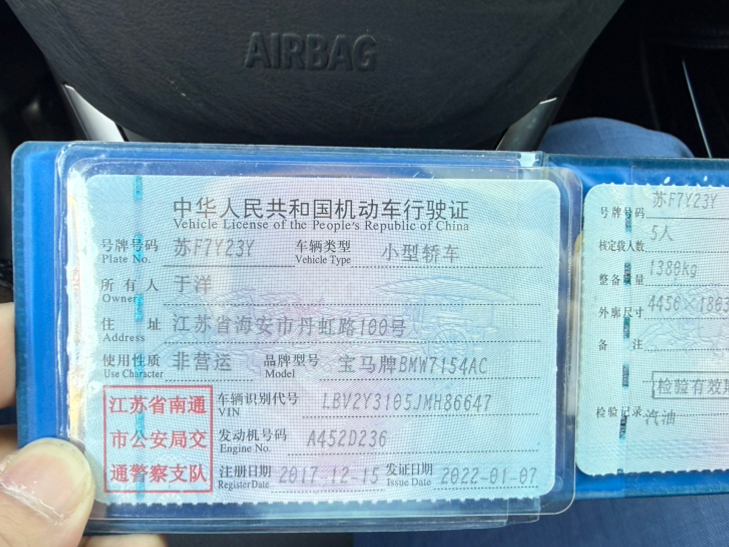 AIRBAG
中华人民共和国机动车行驶证
Vehicle License of the People's Republic of China
号牌号码 苏F7Y23Y 车辆类型 小型轿车
Plate No. Vehicle Type
所有人 于洋
Owner
住址 江苏省海安市丹虹路100号
Address
使用性质 非营运 品牌型号 宝马牌BMW7154AC
Use Character Model
江苏省南通
市公安局交
通警察支队
车辆识别代号 LBV2Y3105JMH86647
VIN
发动机号码 A452D236
Engine No.
注册日期 2017-12-15 发证日期 2022-01-07
Register Date Issue Date
号牌号码 苏F7Y23Y
核定载人数 5人
整备质量 1380kg
外廓尺寸 4456×1803
备注
检验有效期
检验记录 汽油